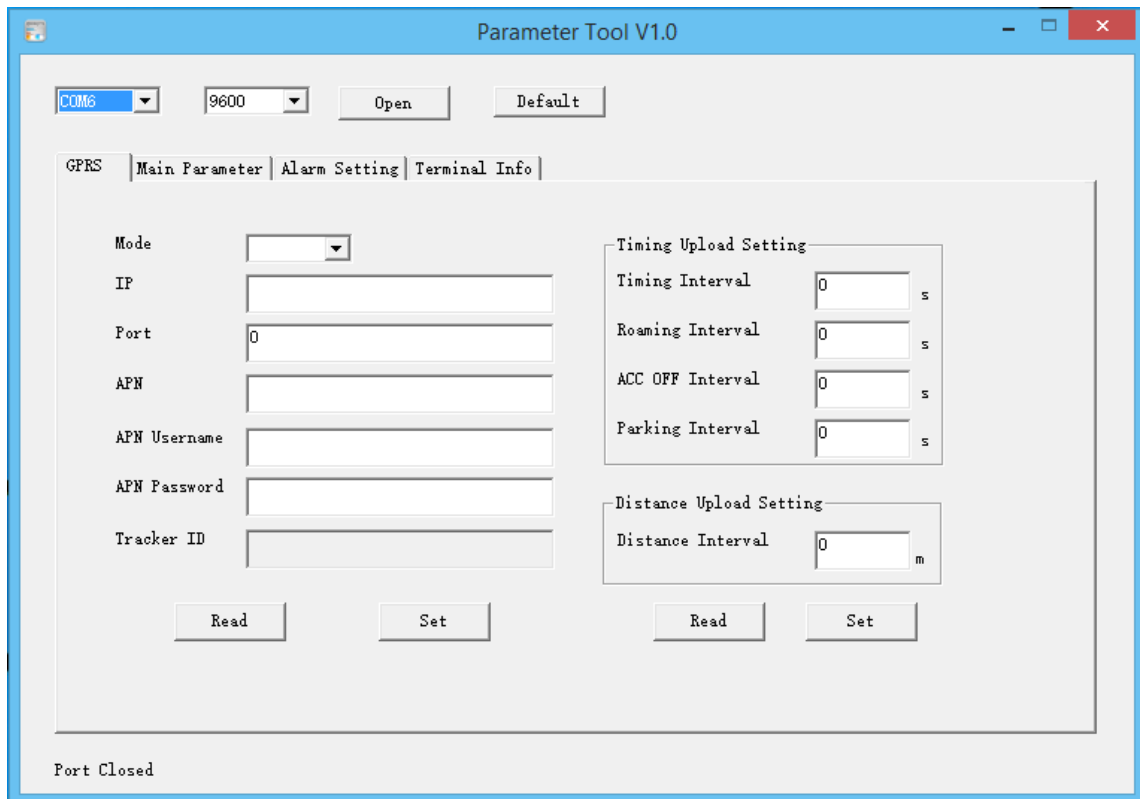 Parameter Tool V1.0
COM6 9600 Open Default
GPRS Main Parameter Alarm Setting Terminal Info
Mode
IP
Port 0
APN
APN Username
APN Password
Tracker ID
Read Set
Timing Upload Setting
Timing Interval 0 s
Roaming Interval 0 s
ACC OFF Interval 0 s
Parking Interval 0 s
Distance Upload Setting
Distance Interval 0 m
Read Set
Port Closed